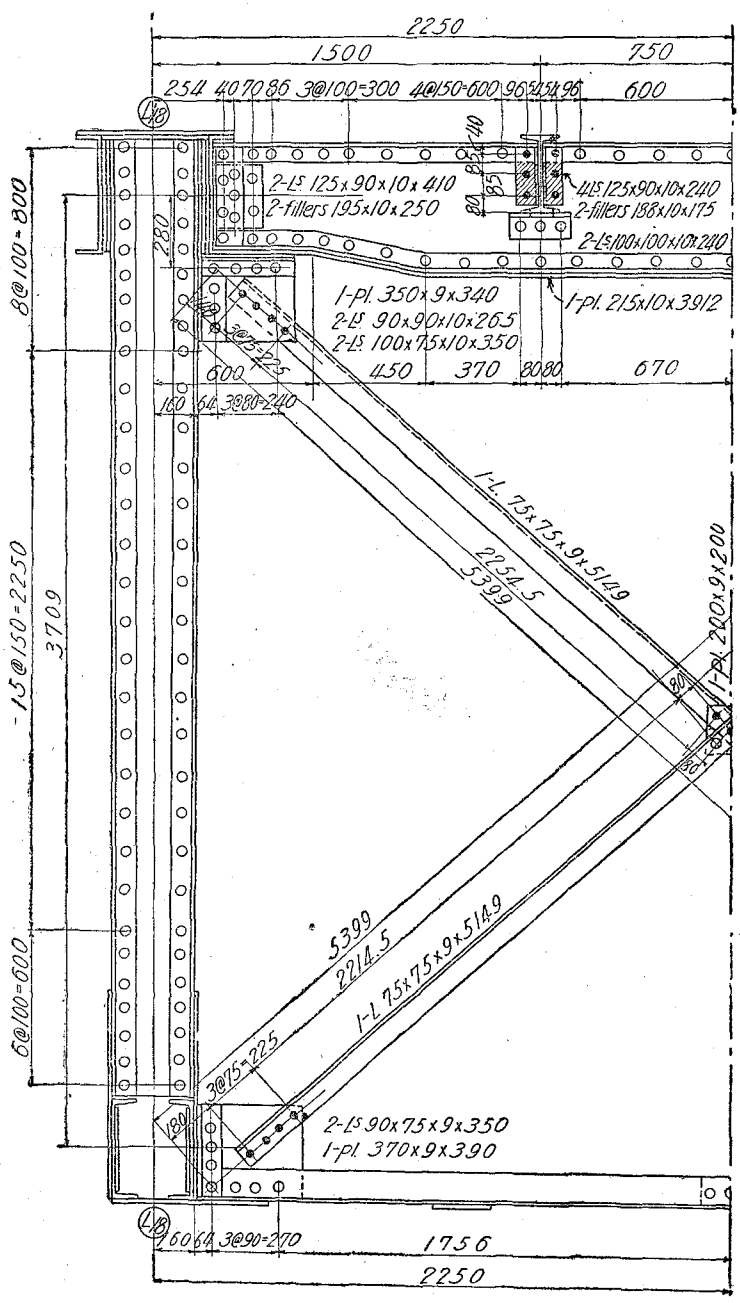 2250
1500 750
254 40 70 86 3@100=300 4@150=600 96 54 54 96 600
L18
40
85
85
80
2-Ls 125x90x10x410
2-fillers 195x10x250
4Ls 125x90x10x240
2-fillers 188x10x175
2-Ls 100x100x10x240
8@100=800
280
1-pl. 350x9x340
2-Ls 90x90x10x265
2-Ls 100x75x10x350
1-pl. 215x10x3912
3@75=225
600 450 370 80 80 670
160 64 3@80=240
1-L. 75x75x9x5149
2254.5
5399
1-pl. 200x9x200
15@150=2250
3709
80
80
5399
2214.5
1-L 75x75x9x5149
6@100=600
3@75=225
180
2-Ls 90x75x9x350
1-pl. 370x9x390
L18
160 64 3@90=270 1756
2250